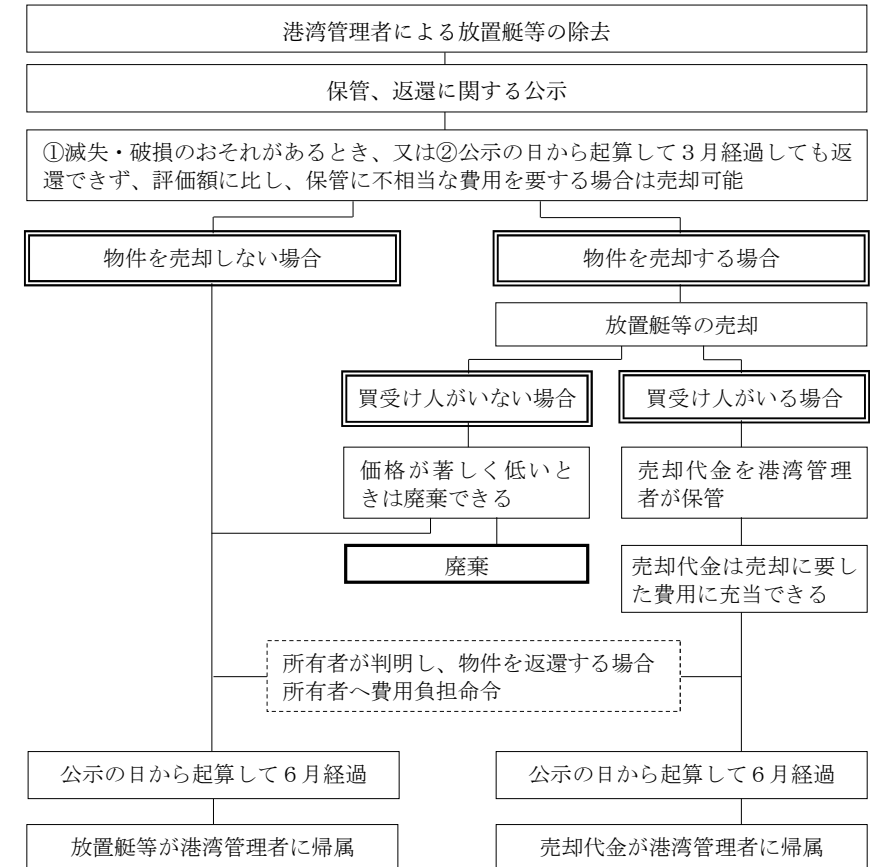 港湾管理者による放置艇等の除去
保管、返還に関する公示
①滅失・破損のおそれがあるとき、又は②公示の日から起算して３月経過しても返
還できず、評価額に比し、保管に不相当な費用を要する場合は売却可能
物件を売却しない場合
物件を売却する場合
放置艇等の売却
買受け人がいない場合
買受け人がいる場合
価格が著しく低いと
きは廃棄できる
売却代金を港湾管理
者が保管
廃棄
売却代金は売却に要し
た費用に充当できる
所有者が判明し、物件を返還する場合
所有者へ費用負担命令
公示の日から起算して６月経過
公示の日から起算して６月経過
放置艇等が港湾管理者に帰属
売却代金が港湾管理者に帰属